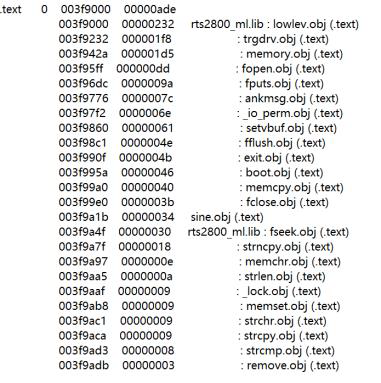 .text 0 003f9000 00000ade
003f9000 00000232 rts2800_ml.lib : lowlev.obj (.text)
003f9232 000001f8 : trgdrv.obj (.text)
003f942a 000001d5 : memory.obj (.text)
003f95ff 000000dd : fopen.obj (.text)
003f96dc 0000009a : fputs.obj (.text)
003f9776 0000007c : ankmsg.obj (.text)
003f97f2 0000006e : _io_perm.obj (.text)
003f9860 00000061 : setvbuf.obj (.text)
003f98c1 0000004e : fflush.obj (.text)
003f990f 0000004b : exit.obj (.text)
003f995a 00000046 : boot.obj (.text)
003f99a0 00000040 : memcpy.obj (.text)
003f99e0 0000003b : fclose.obj (.text)
003f9a1b 00000034 sine.obj (.text)
003f9a4f 00000030 rts2800_ml.lib : fseek.obj (.text)
003f9a7f 00000018 : strncpy.obj (.text)
003f9a97 0000000e : memchr.obj (.text)
003f9aa5 0000000a : strlen.obj (.text)
003f9aaf 00000009 : _lock.obj (.text)
003f9ab8 00000009 : memset.obj (.text)
003f9ac1 00000009 : strchr.obj (.text)
003f9aca 00000009 : strcpy.obj (.text)
003f9ad3 00000008 : strcmp.obj (.text)
003f9adb 00000003 : remove.obj (.text)